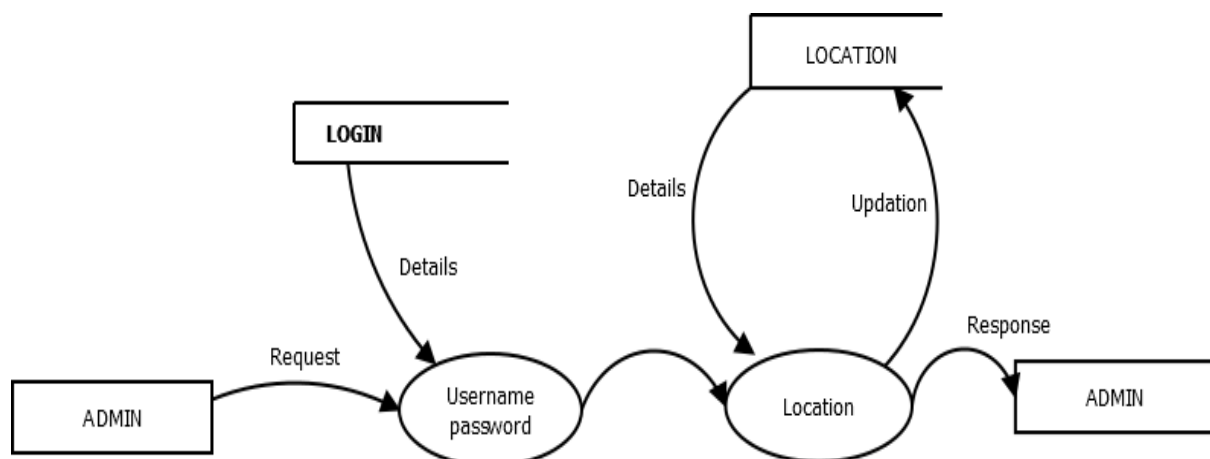 LOCATION
LOGIN
Details
Updation
Details
Request
Response
ADMIN
Username
password
Location
ADMIN